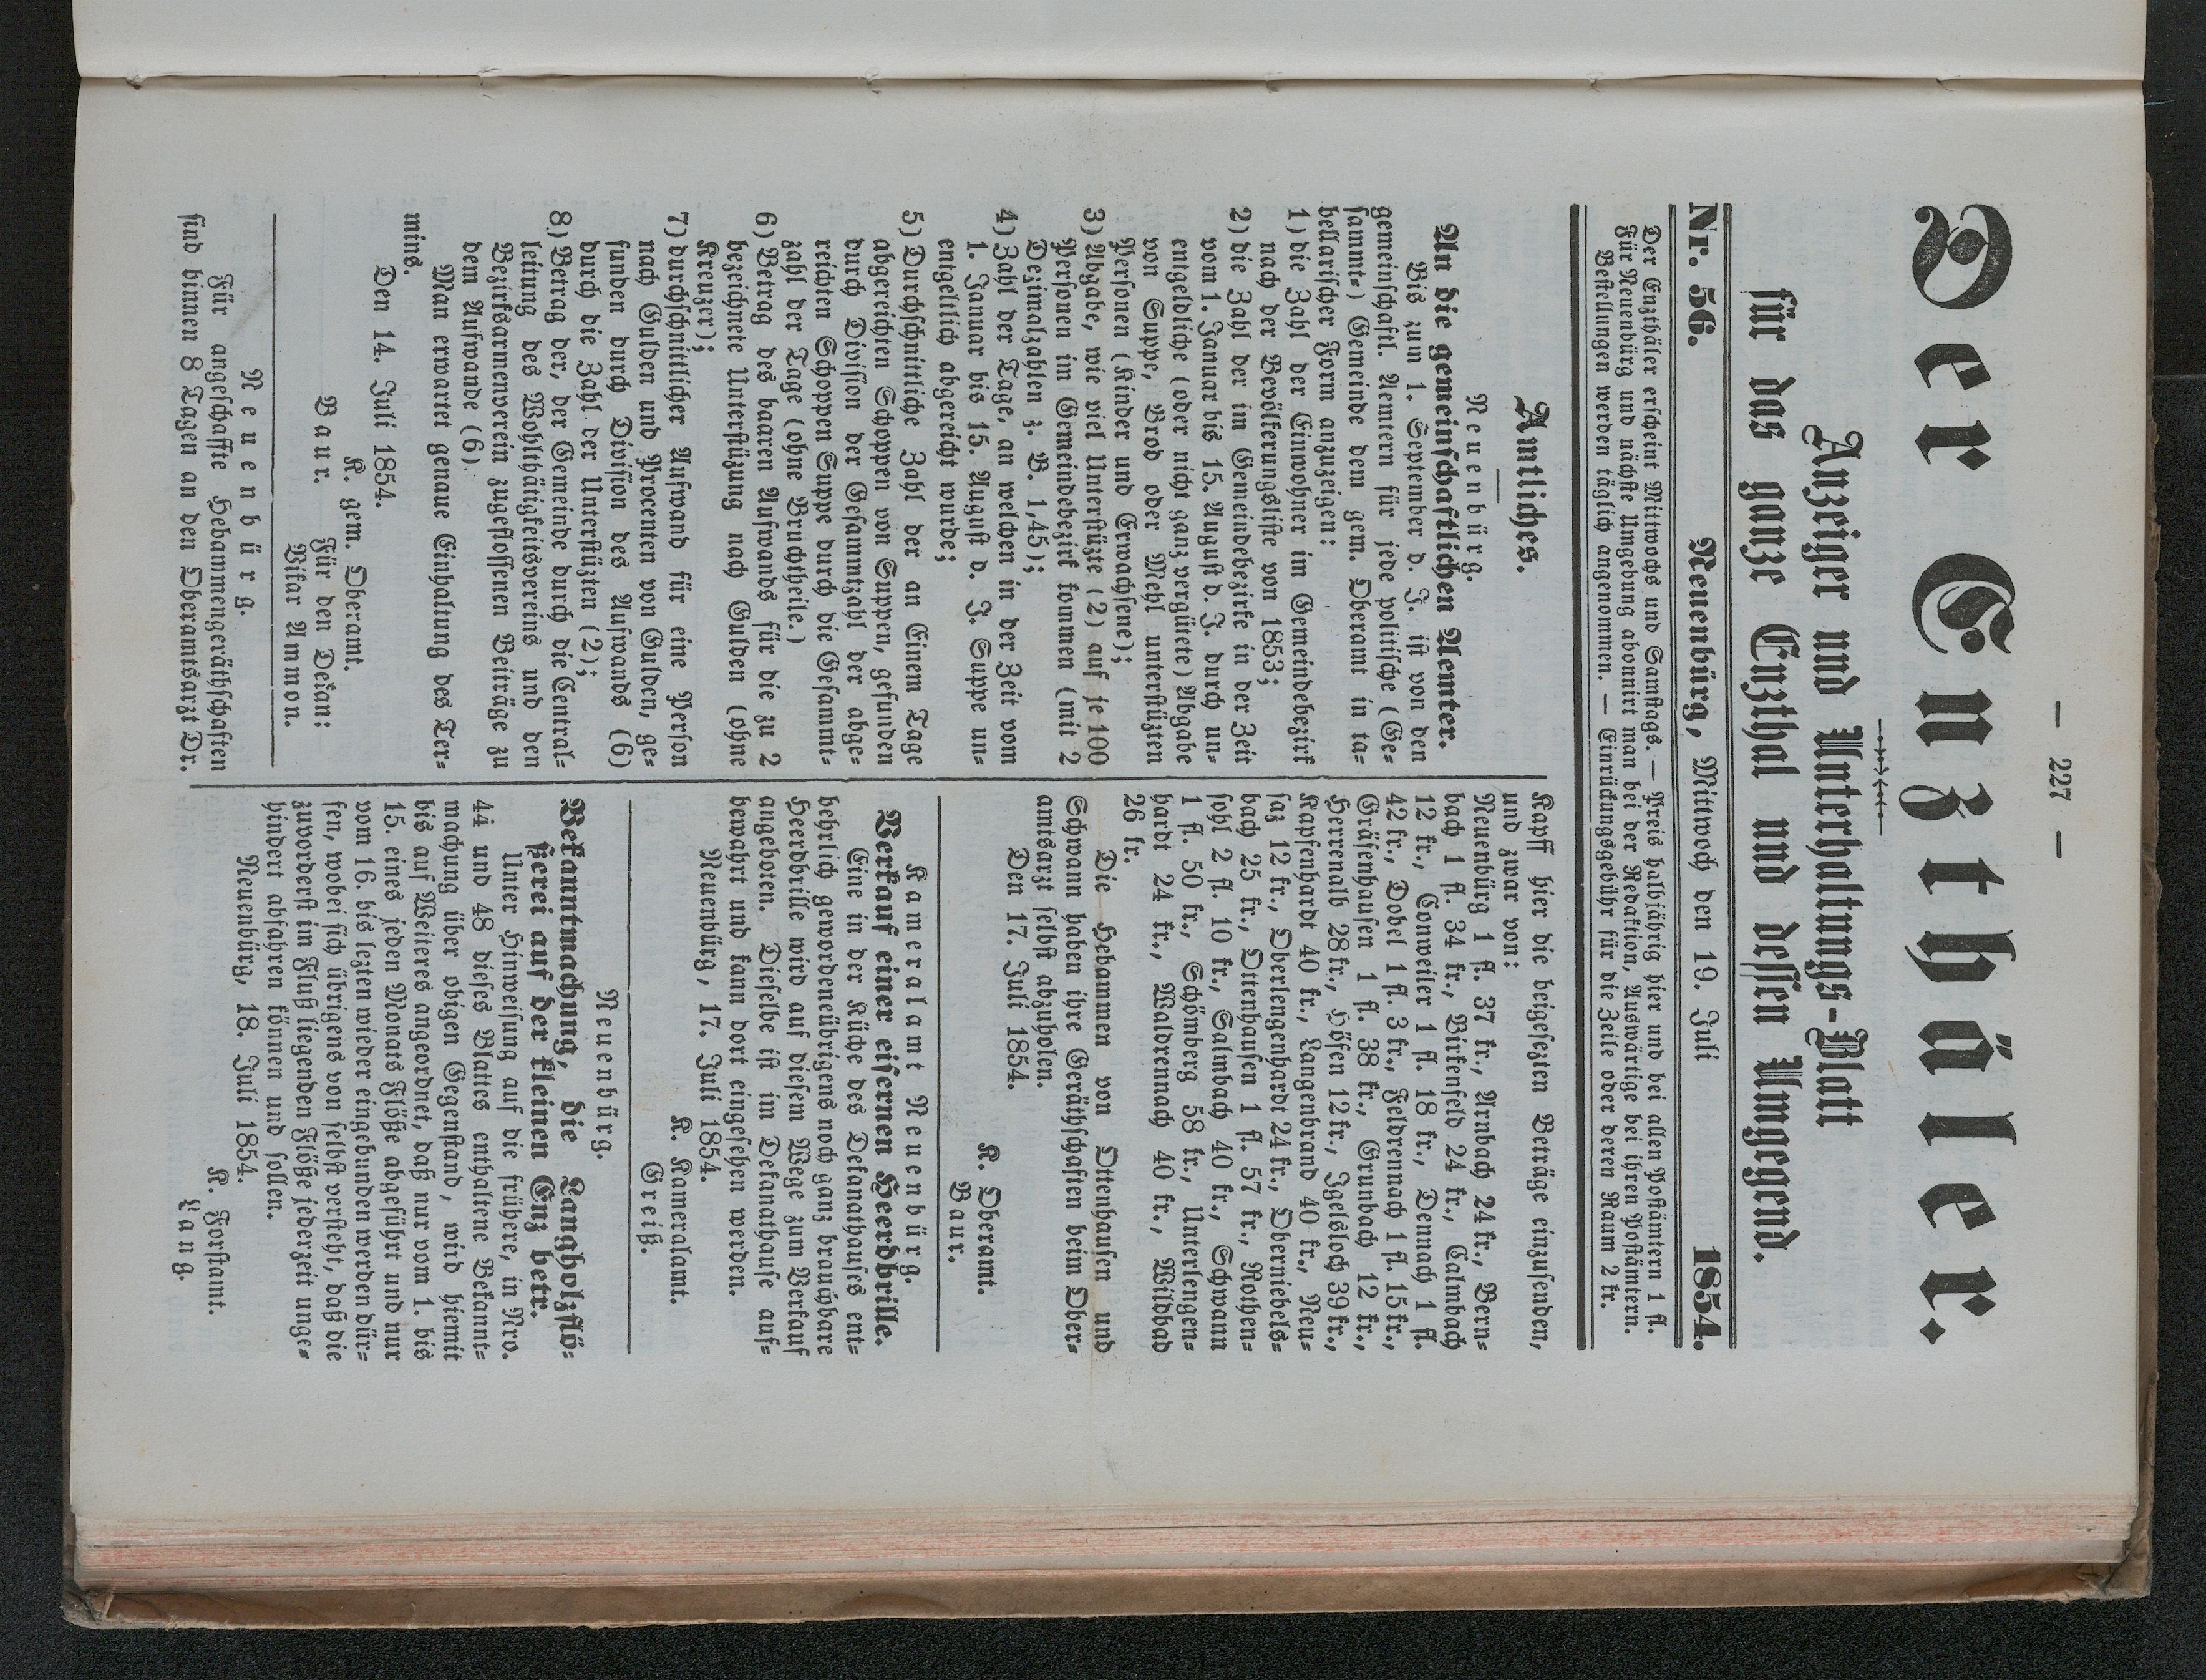 — 227 —
Der Enzthäler.
Anzeiger und Unterhaltungs-Blatt
für das ganze Enzthal und dessen Umgegend.
Nr. 56. Neuenbürg, Mittwoch den 19. Juli 1854.
Der Enzthäler erscheint Mittwochs und Samstags. — Preis halbjährig hier und bei allen Postämtern 1 fl.
Für Neuenbürg und nächste Umgebung abonnirt man bei der Redaktion, Auswärtige bei ihren Postämtern.
Bestellungen werden täglich angenommen. — Einrückungsgebühr für die Zeile oder deren Raum 2 kr.
Amtliches.
Neuenbürg.
An die gemeinschaftlichen Aemter.
Bis zum 1. September d. J. ist von den
gemeinschaftl. Aemtern für jede politische (Ge-
sammt-) Gemeinde dem gem. Oberamt in ta-
bellarischer Form anzuzeigen:
1) die Zahl der Einwohner im Gemeindebezirk
nach der Bevölkerungsliste von 1853;
2) die Zahl der im Gemeindebezirke in der Zeit
vom 1. Januar bis 15. August d. J. durch un-
entgeldliche (oder nicht ganz vergütete) Abgabe
von Suppe, Brod oder Mehl unterstüzten
Personen (Kinder und Erwachsene);
3) Abgabe, wie viel Unterstüzte (2) auf je 100
Personen im Gemeindebezirk kommen (mit 2
Dezimalzahlen z. B. 1,45);
4) Zahl der Tage, an welchen in der Zeit vom
1. Januar bis 15. August d. J. Suppe un-
entgeltlich abgereicht wurde;
5) Durchschnittliche Zahl der an Einem Tage
abgereichten Schoppen von Suppen, gefunden
durch Division der Gesamntzahl der abge-
reichten Schoppen Suppe durch die Gesammt-
zahl der Tage (ohne Bruchtheile.)
6) Betrag des baaren Aufwands für die zu 2
bezeichnete Unterstüzung nach Gulden (ohne
Kreuzer);
7) durchschnittlicher Aufwand für eine Person
nach Gulden und Procenten von Gulden, ge-
funden durch Division des Aufwands (6)
durch die Zahl der Unterstüzten (2);
8) Betrag der, der Gemeinde durch die Central-
leitung des Wohlthätigkeitsvereins und den
Bezirksarmenverein zugeflossenen Beiträge zu
dem Aufwande (6).
Man erwartet genaue Einhaltung des Ter-
mins.
Den 14. Juli 1854.
K. gem. Oberamt.
Für den Dekan:
Baur. Vikar Ammon.
Neuenbürg.
Für angeschaffte Hebammengeräthschaften
sind binnen 8 Tagen an den Oberamtsarzt Dr.
Kapff hier die beigesezten Beträge einzusenden,
und zwar von:
Neuenbürg 1 fl. 37 kr., Arnbach 24 kr., Bern-
bach 1 fl. 34 kr., Birkenfeld 24 kr., Calmbach
12 kr., Conweiler 1 fl. 18 kr., Dennach 1 fl.
42 kr., Dobel 1 fl. 3 kr., Feldrennach 1 fl. 15 kr.,
Gräfenhausen 1 fl. 38 kr., Grunbach 12 kr.,
Herrenalb 28 kr., Höfen 12 kr., Igelsloch 39 kr.,
Kapfenhardt 40 kr., Langenbrand 40 kr., Neu-
saz 12 kr., Oberlengenhardt 24 kr., Oberniebels-
bach 25 kr., Ottenhausen 1 fl. 57 kr., Rothen-
sohl 2 fl. 10 kr., Salmbach 40 kr., Schwann
1 fl. 50 kr., Schömberg 58 kr., Unterlengen-
hardt 24 kr., Waldrennach 40 kr., Wildbad
26 kr.
Die Hebammen von Ottenhausen und
Schwann haben ihre Geräthschaften beim Ober-
amtsarzt selbst abzuholen.
Den 17. Juli 1854.
K. Oberamt.
Baur.
Kameralamt Neuenbürg.
Verkauf einer eisernen Heerdbrille.
Eine in der Küche des Dekanathauses ent-
behrlich gewordene übrigens noch ganz brauchbare
Heerdbrille wird auf diesem Wege zum Verkauf
angeboten. Dieselbe ist im Dekanathause auf-
bewahrt und kann dort eingesehen werden.
Neuenbürg, 17. Juli 1854.
K. Kameralamt.
Greiß.
Neuenbürg.
Bekanntmachung, die Langholzflö-
ßerei auf der kleinen Enz betr.
Unter Hinweisung auf die frühere, in Nro.
44 und 48 dieses Blattes enthaltene Bekannt-
machung über obigen Gegenstand, wird hiemit
bis auf Weiteres angeordnet, daß nur vom 1. bis
15. eines jeden Monats Flöße abgeführt und nur
vom 16. bis lezten wieder eingebunden werden dür-
fen, wobei sich übrigens von selbst versteht, daß die
zuvorderst im Fluß liegenden Flöße jederzeit unge-
hindert abfahren können und sollen.
Neuenbürg, 18. Juli 1854.
K. Forstamt.
Lang.